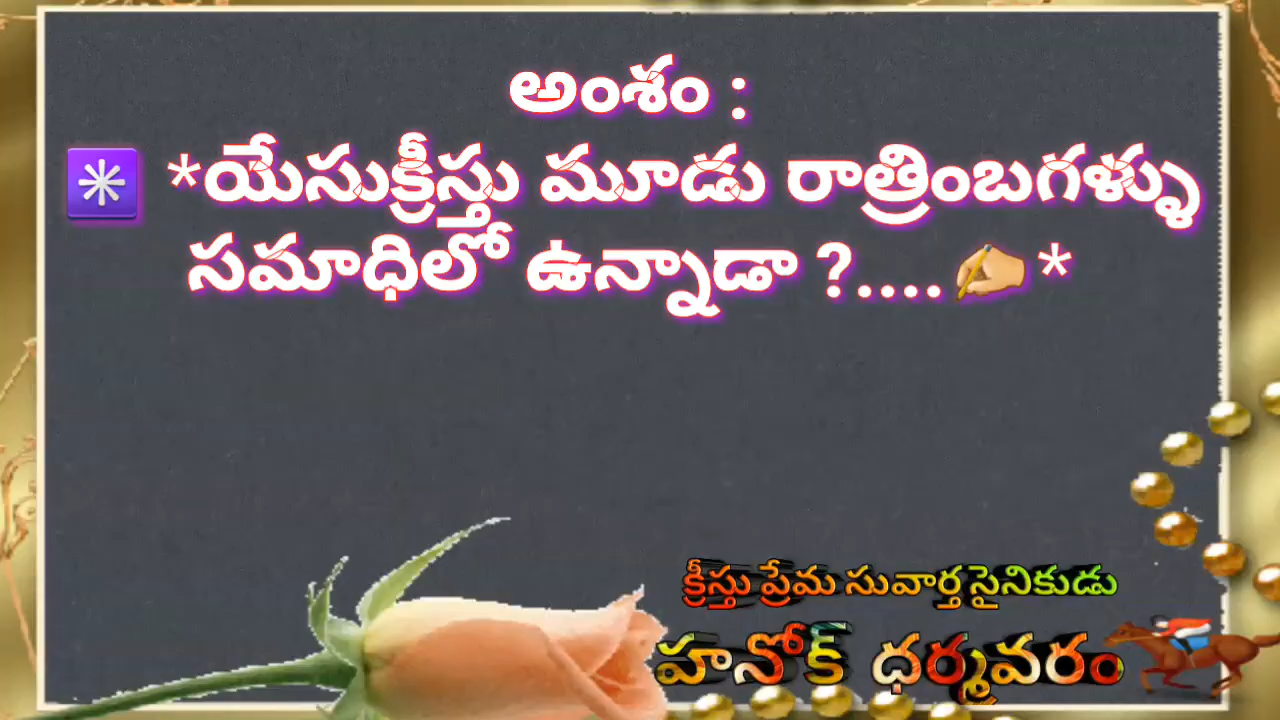 అంశం :
✳️ *యేసుక్రీస్తు మూడు రాత్రింబగళ్ళు
సమాధిలో ఉన్నాడా ?....✍🏼*
క్రీస్తు ప్రేమ సువార్త సైనికుడు
హనోక్ ధర్మవరం